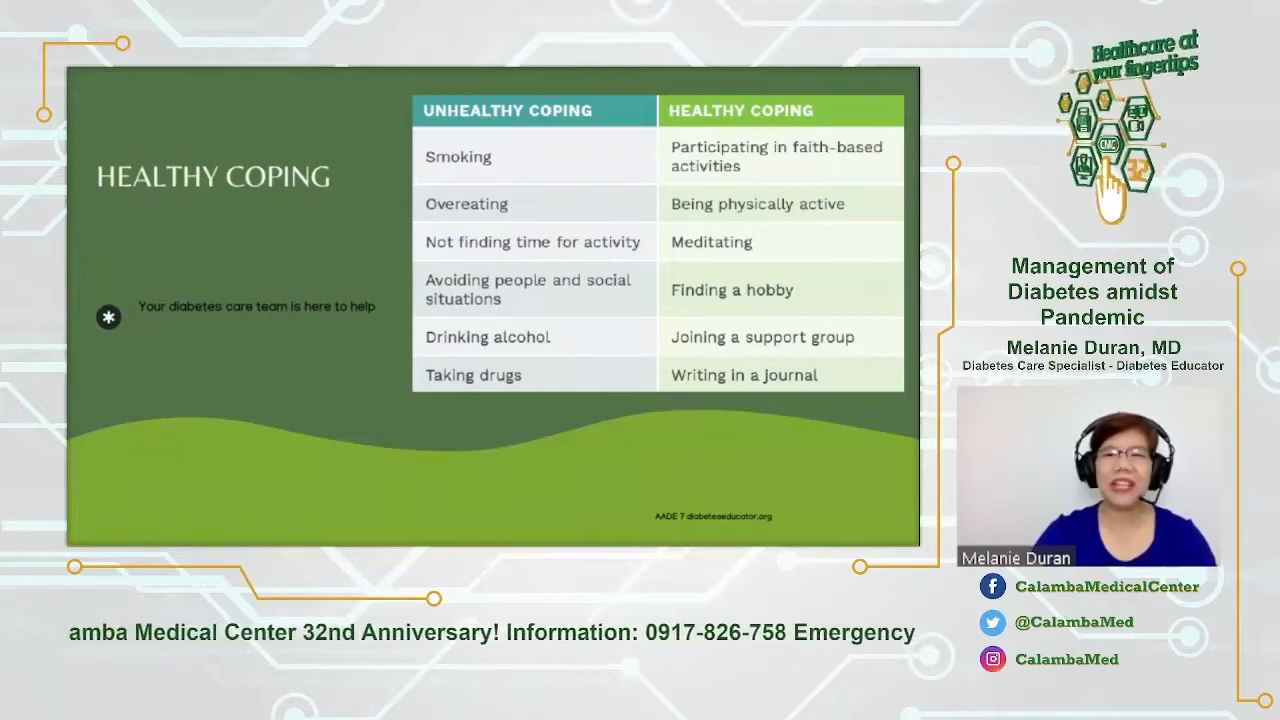 Healthcare at
your fingertips
HEALTHY COPING
Your diabetes care team is here to help
UNHEALTHY COPING
HEALTHY COPING
Smoking
Participating in faith-based
activities
Overeating
Being physically active
Not finding time for activity
Meditating
Avoiding people and social
situations
Finding a hobby
Drinking alcohol
Joining a support group
Taking drugs
Writing in a journal
AADE 7 diabeteseducator.org
CMC
32
Management of
Diabetes amidst
Pandemic
Melanie Duran, MD
Diabetes Care Specialist - Diabetes Educator
Melanie Duran
CalambaMedicalCenter
@CalambaMed
CalambaMed
amba Medical Center 32nd Anniversary! Information: 0917-826-758 Emergency